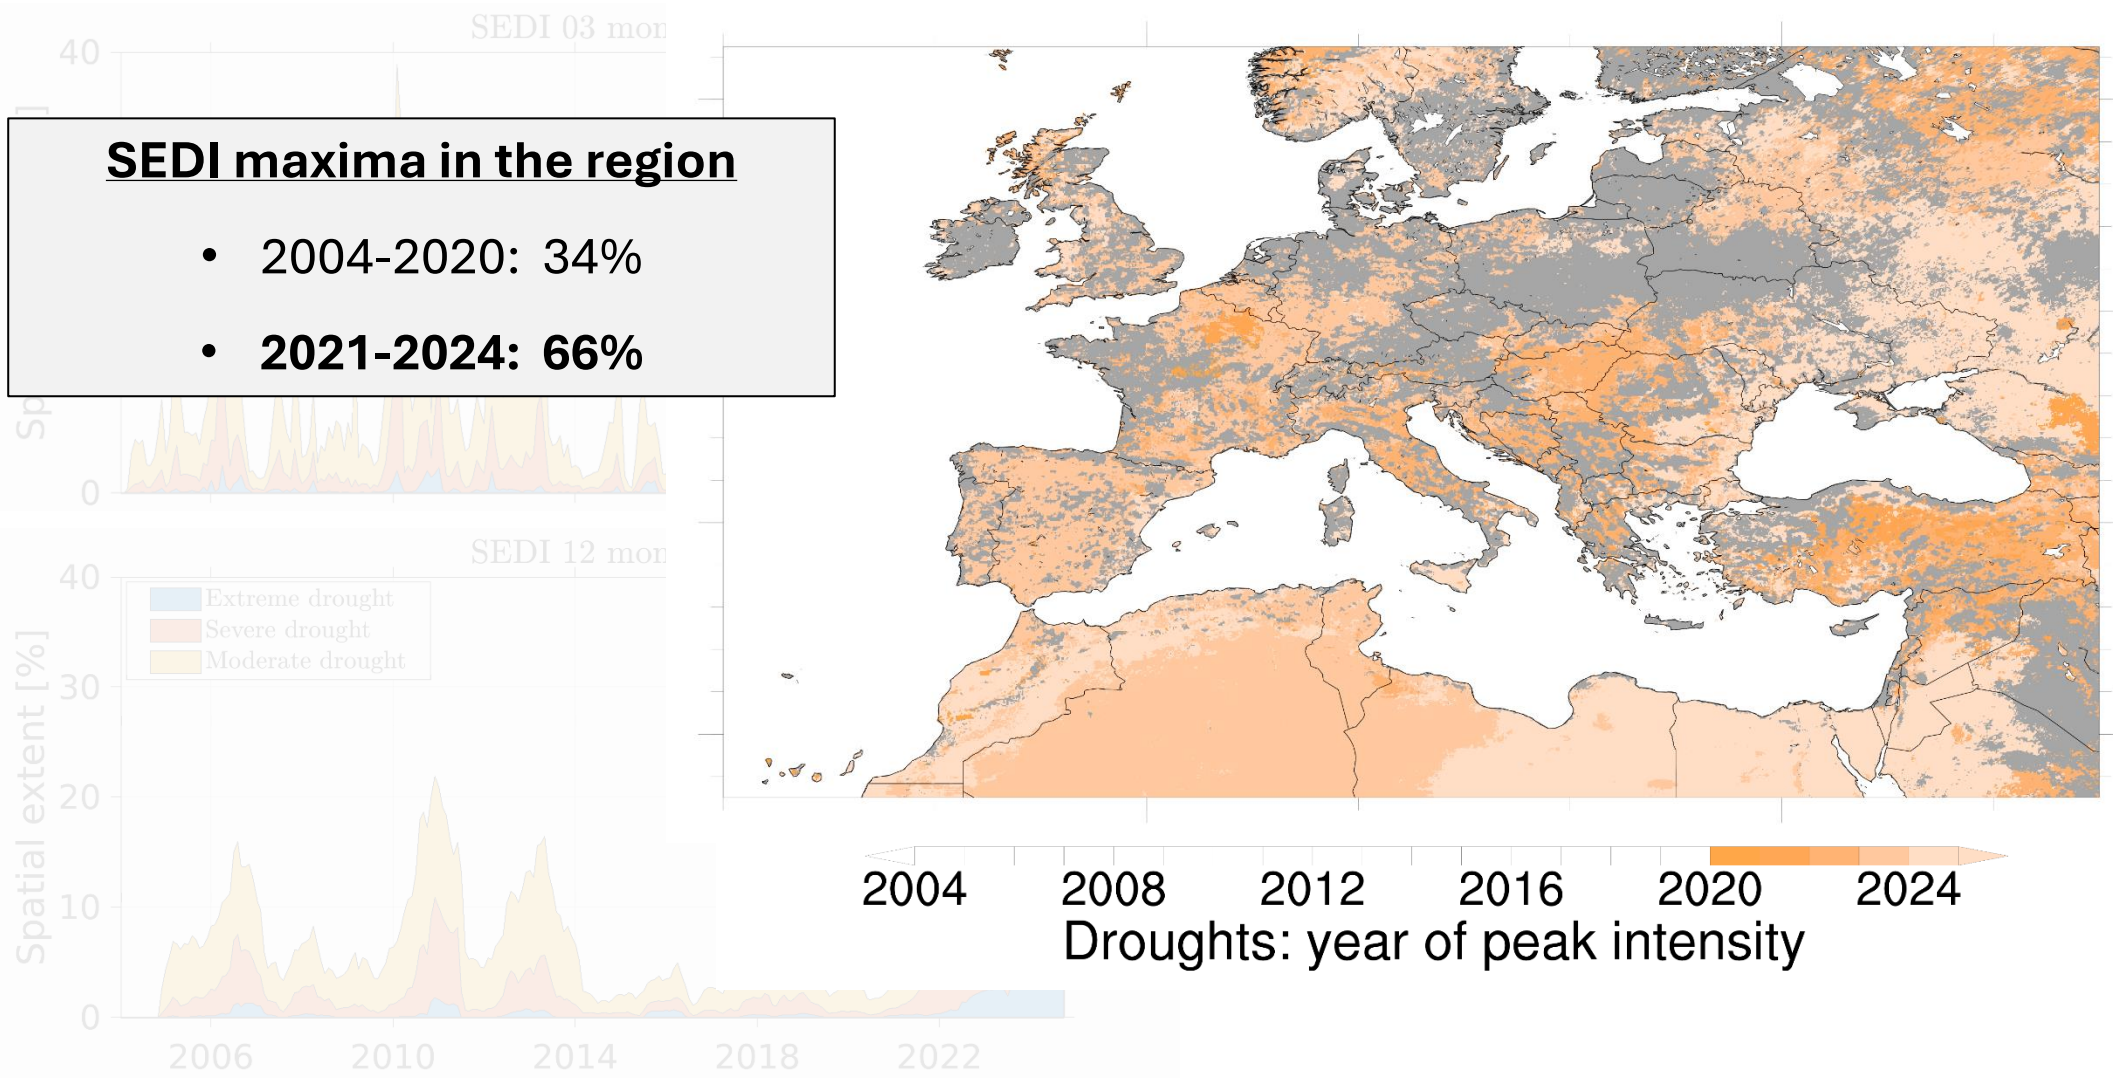 SEDI 03 mon
40
SEDI maxima in the region
• 2004-2020: 34%
• 2021-2024: 66%
0
SEDI 12 mon
40
Extreme drought
Severe drought
Moderate drought
30
20
10
0
Spatial extent [%]
2006 2010 2014 2018 2022
2004 2008 2012 2016 2020 2024
Droughts: year of peak intensity